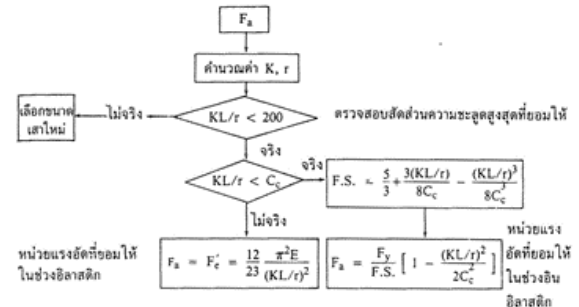 Fa
คำนวณค่า K, r
เลือกขนาด
เสาใหม่
ไม่จริง
KL/r < 200
ตรวจสอบสัดส่วนความชะลูดสูงสุดที่ยอมให้
จริง
KL/r < Cc
จริง
F.S. = 5/3 + 3(KL/r)/8Cc - (KL/r)^3/8Cc^3
ไม่จริง
หน่วยแรงอัดที่ยอมให้
ในช่วงอิลาสติก
Fa = F'e = 12/23 π^2E/(KL/r)^2
Fa = Fy/F.S. [ 1 - (KL/r)^2/2Cc^2 ]
หน่วยแรง
อัดที่ยอมให้
ในช่วงอิน
อิลาสติก